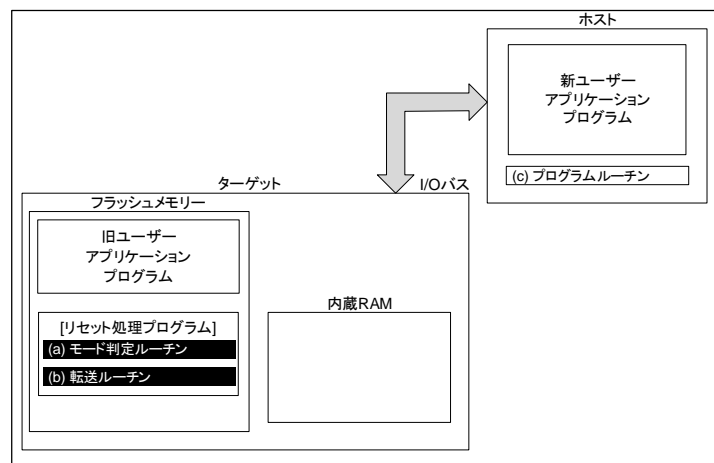 ホスト
新ユーザー
アプリケーション
プログラム
(c) プログラムルーチン
ターゲット
I/Oバス
フラッシュメモリー
旧ユーザー
アプリケーション
プログラム
内蔵RAM
[リセット処理プログラム]
(a) モード判定ルーチン
(b) 転送ルーチン